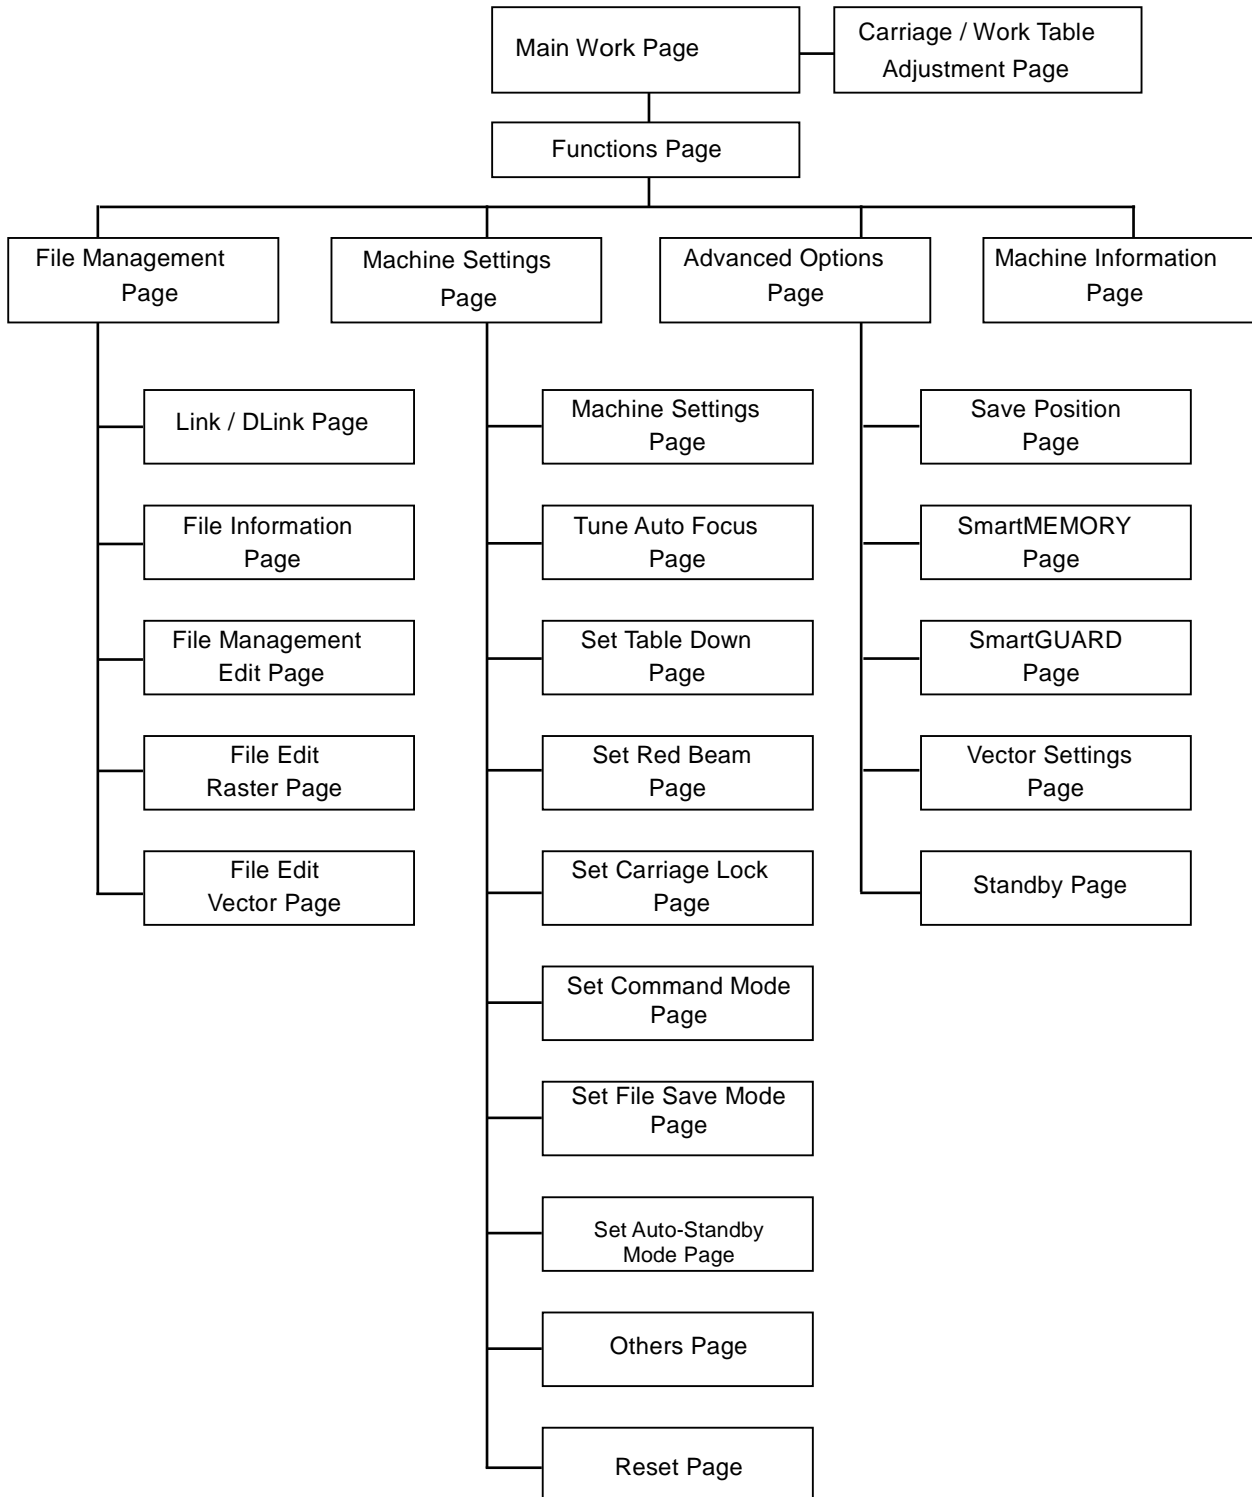 Main Work Page
Carriage / Work Table
Adjustment Page
Functions Page
File Management
Page
Machine Settings
Page
Advanced Options
Page
Machine Information
Page
Link / DLink Page
File Information
Page
File Management
Edit Page
File Edit
Raster Page
File Edit
Vector Page
Machine Settings
Page
Tune Auto Focus
Page
Set Table Down
Page
Set Red Beam
Page
Set Carriage Lock
Page
Set Command Mode
Page
Set File Save Mode
Page
Set Auto-Standby
Mode Page
Others Page
Reset Page
Save Position
Page
SmartMEMORY
Page
SmartGUARD
Page
Vector Settings
Page
Standby Page